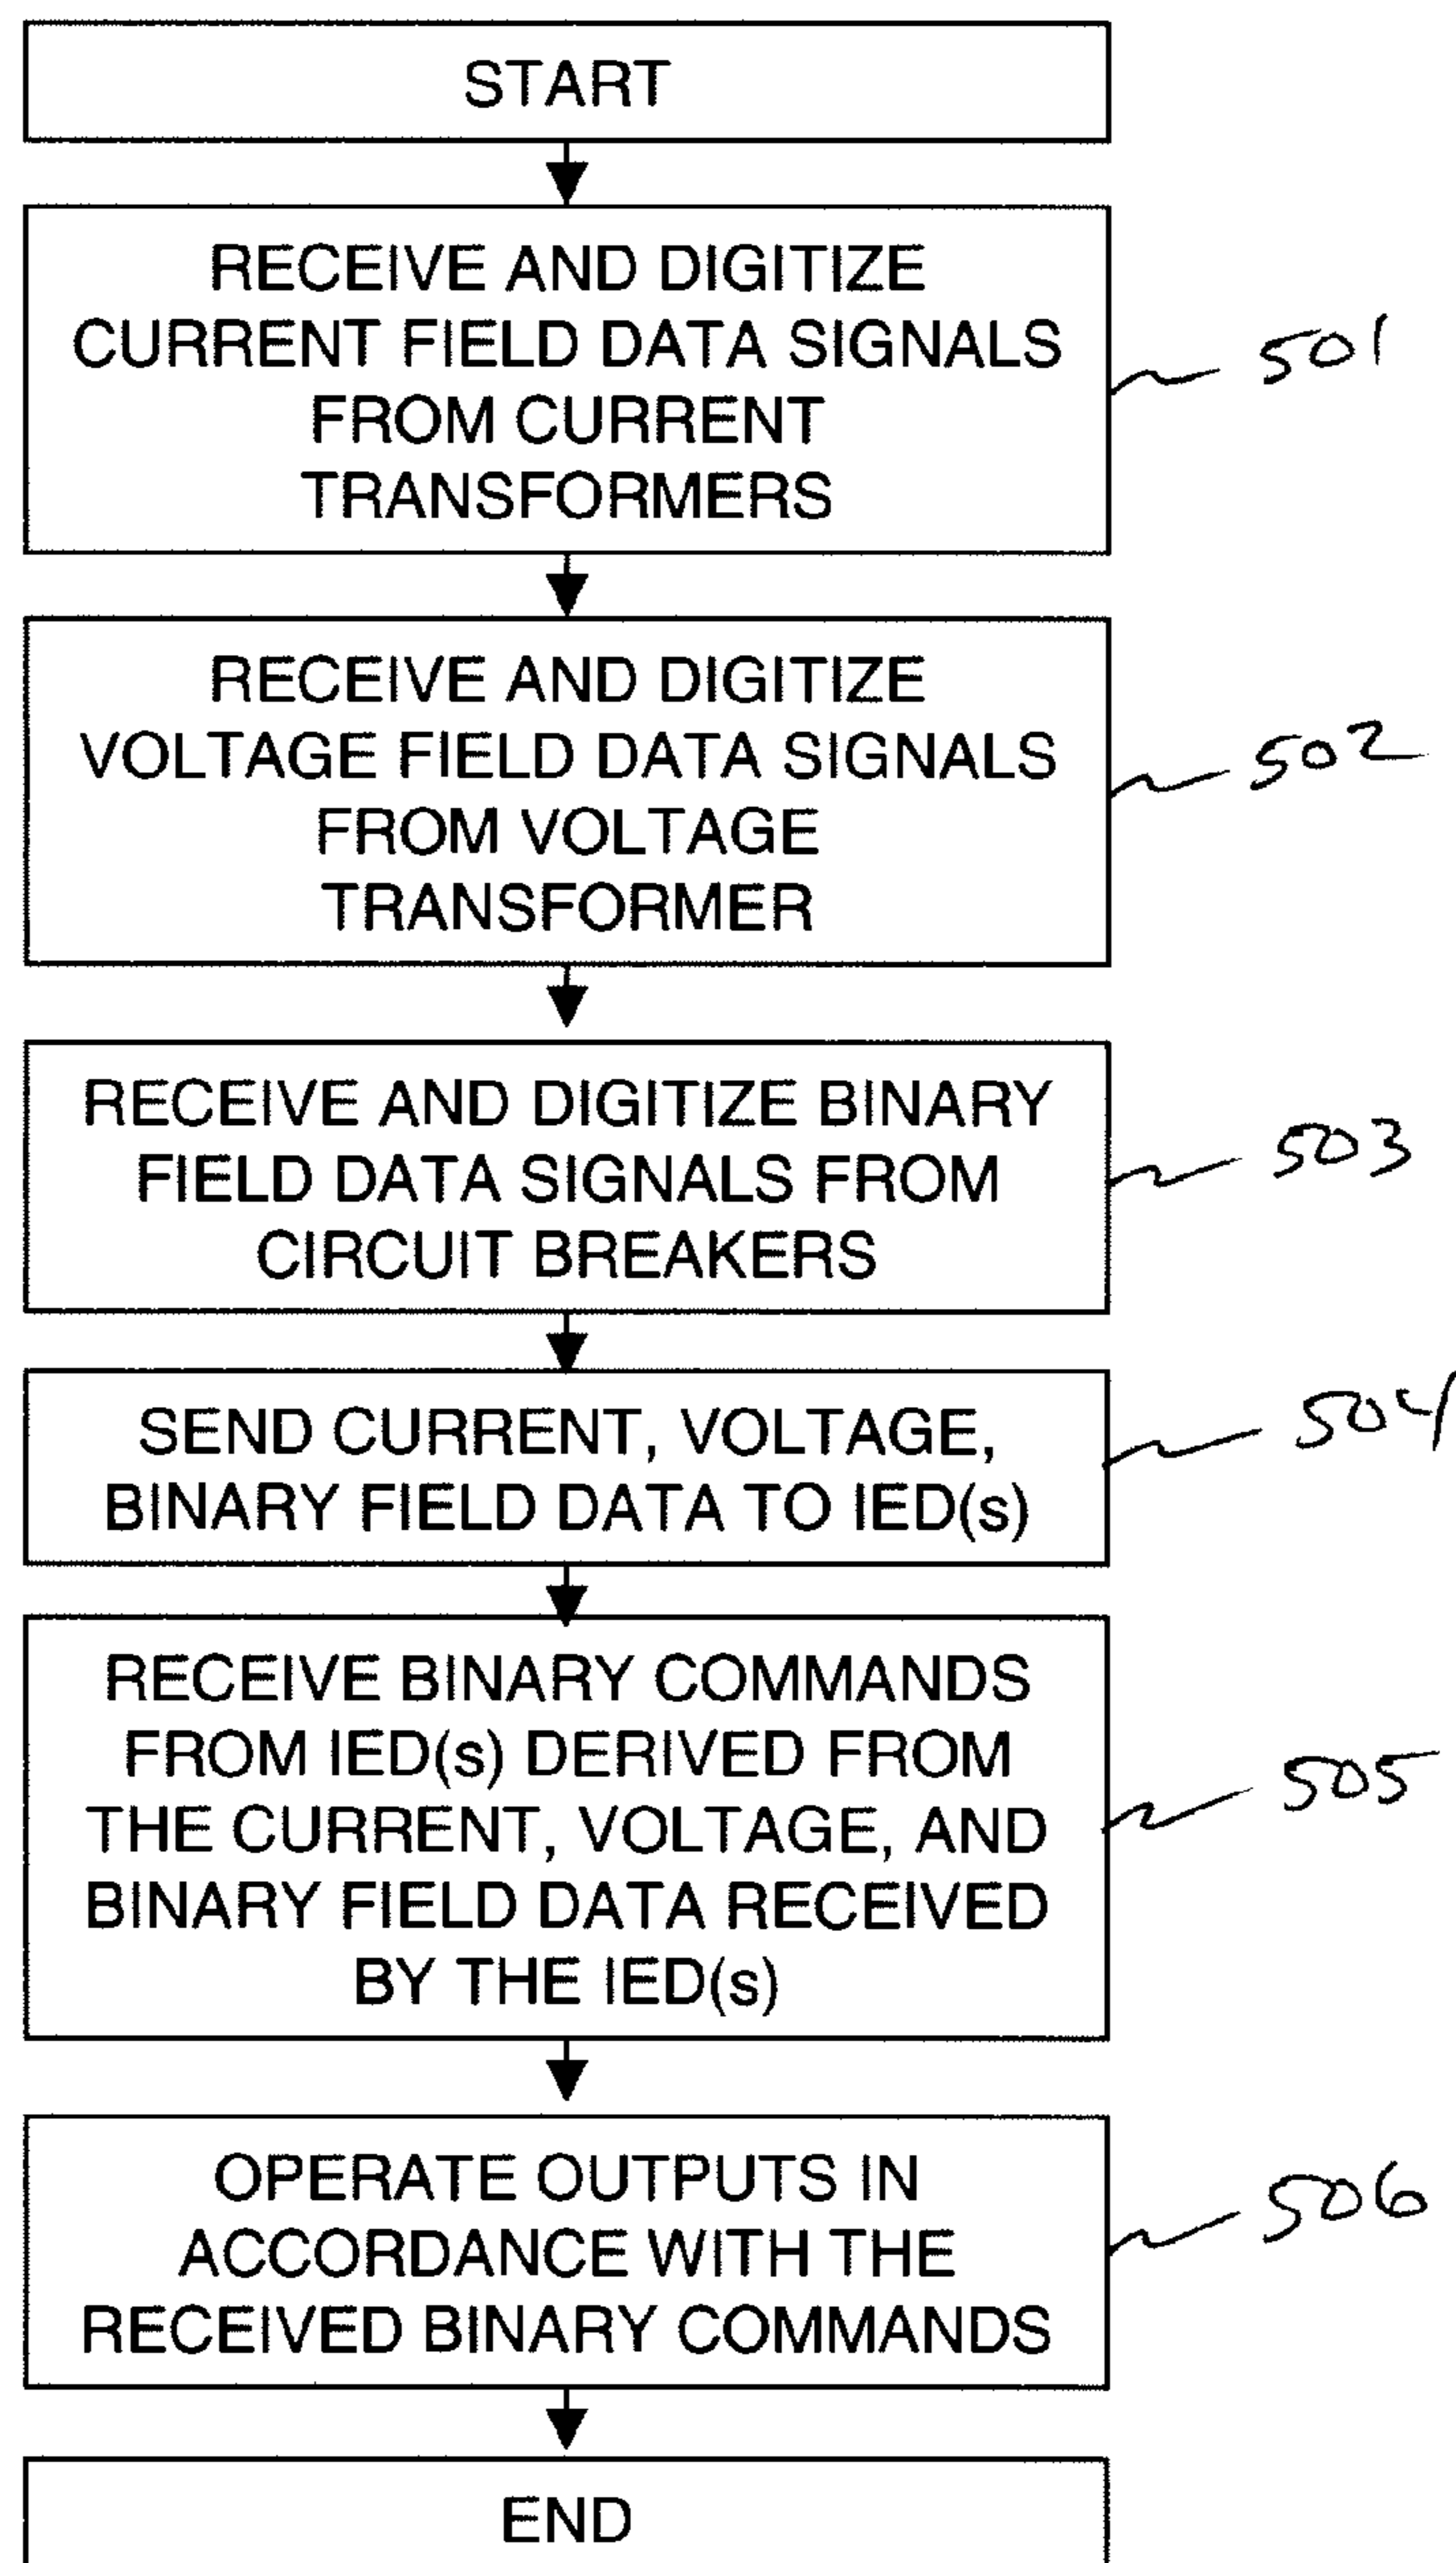 START
RECEIVE AND DIGITIZE
CURRENT FIELD DATA SIGNALS
FROM CURRENT
TRANSFORMERS
501
RECEIVE AND DIGITIZE
VOLTAGE FIELD DATA SIGNALS
FROM VOLTAGE
TRANSFORMER
502
RECEIVE AND DIGITIZE BINARY
FIELD DATA SIGNALS FROM
CIRCUIT BREAKERS
503
SEND CURRENT, VOLTAGE,
BINARY FIELD DATA TO IED(s)
504
RECEIVE BINARY COMMANDS
FROM IED(s) DERIVED FROM
THE CURRENT, VOLTAGE, AND
BINARY FIELD DATA RECEIVED
BY THE IED(s)
505
OPERATE OUTPUTS IN
ACCORDANCE WITH THE
RECEIVED BINARY COMMANDS
506
END